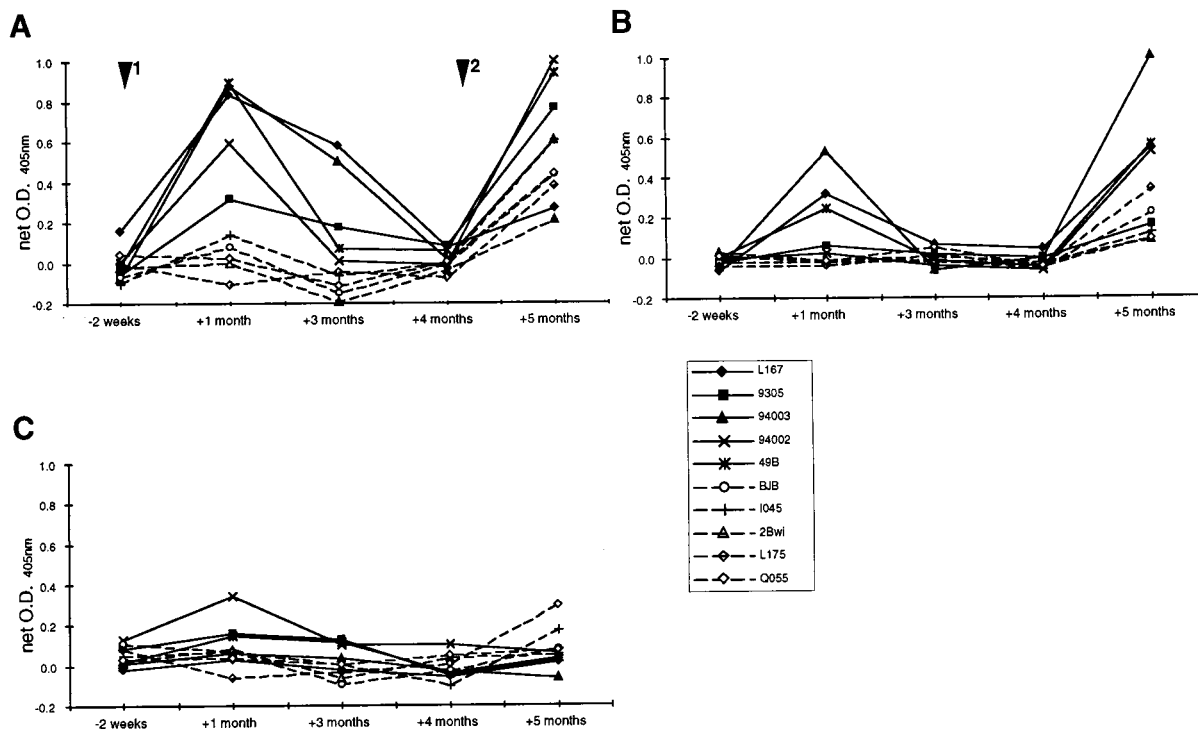 A
1.0
0.8
0.6
0.4
0.2
0.0
-0.2
net O.D. 405nm
1
2
-2 weeks +1 month +3 months +4 months +5 months
B
1.0
0.8
0.6
0.4
0.2
0.0
-0.2
net O.D. 405nm
-2 weeks +1 month +3 months +4 months +5 months
L167
9305
94003
94002
49B
BJB
I045
2Bwi
L175
Q055
C
1.0
0.8
0.6
0.4
0.2
0.0
-0.2
net O.D. 405nm
-2 weeks +1 month +3 months +4 months +5 months